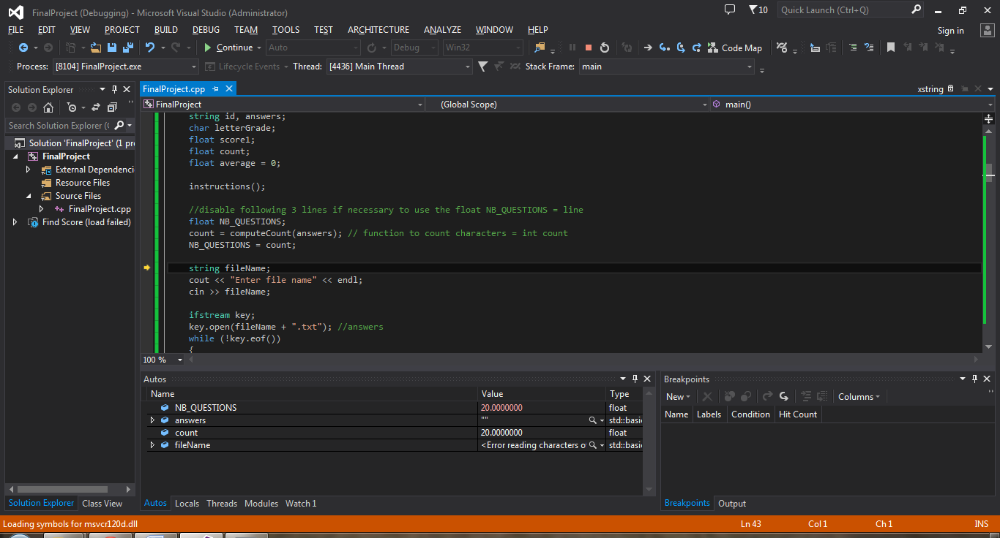 FinalProject (Debugging) - Microsoft Visual Studio (Administrator)
10
Quick Launch (Ctrl+Q)
FILE EDIT VIEW PROJECT BUILD DEBUG TEAM TOOLS TEST ARCHITECTURE ANALYZE WINDOW HELP
Sign in
Continue Auto Debug Win32 Code Map
Process: [8104] FinalProject.exe Lifecycle Events Thread: [4436] Main Thread Stack Frame: main
Solution Explorer
Search Solution Explorer (
Solution 'FinalProject' (1 pr
FinalProject
External Dependenci
Resource Files
Source Files
FinalProject.cpp
Find Score (load failed)
Solution Explorer Class View
FinalProject.cpp
xstring
FinalProject (Global Scope) main()
string id, answers;
char letterGrade;
float score1;
float count;
float average = 0;
instructions();
//disable following 3 lines if necessary to use the float NB_QUESTIONS = line
float NB_QUESTIONS;
count = computeCount(answers); // function to count characters = int count
NB_QUESTIONS = count;
string fileName;
cout << "Enter file name" << endl;
cin >> fileName;
ifstream key;
key.open(fileName + ".txt"); //answers
while (!key.eof())
{
100 %
Autos
Name Value Type
NB_QUESTIONS 20.0000000 float
answers "" std::basic
count 20.0000000 float
fileName <Error reading characters o std::basic
Autos Locals Threads Modules Watch 1
Breakpoints
New Columns
Name Labels Condition Hit Count
Breakpoints Output
Loading symbols for msvcr120d.dll Ln 43 Col 1 Ch 1 INS